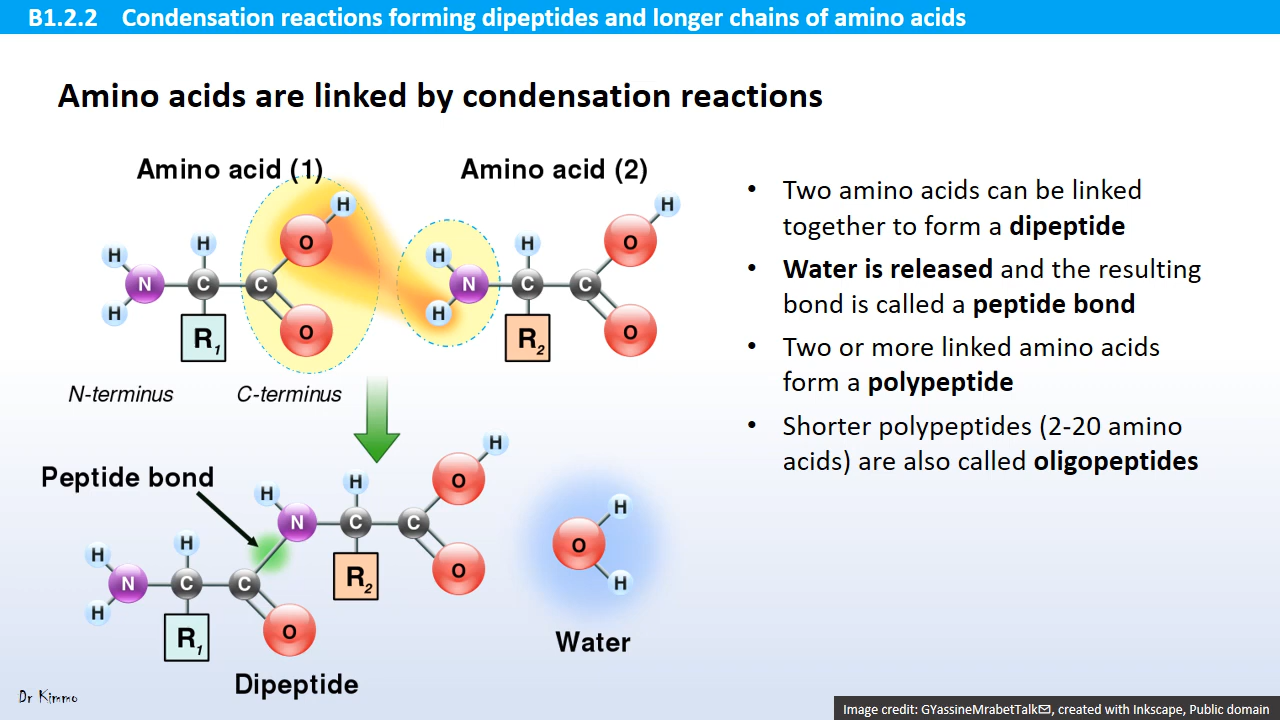 B1.2.2 Condensation reactions forming dipeptides and longer chains of amino acids
Amino acids are linked by condensation reactions
Amino acid (1)
Amino acid (2)
H
H
O
O
H
H
H
H
N
C
C
N
C
C
H
H
O
O
R1
R2
N-terminus
C-terminus
H
Peptide bond
H
H
O
N
C
C
H
H
H
O
O
R2
N
C
C
H
H
O
R1
Water
Dipeptide
• Two amino acids can be linked
together to form a dipeptide
• Water is released and the resulting
bond is called a peptide bond
• Two or more linked amino acids
form a polypeptide
• Shorter polypeptides (2-20 amino
acids) are also called oligopeptides
Dr Kimmo
Image credit: GYassineMrabetTalk✉, created with Inkscape, Public domain